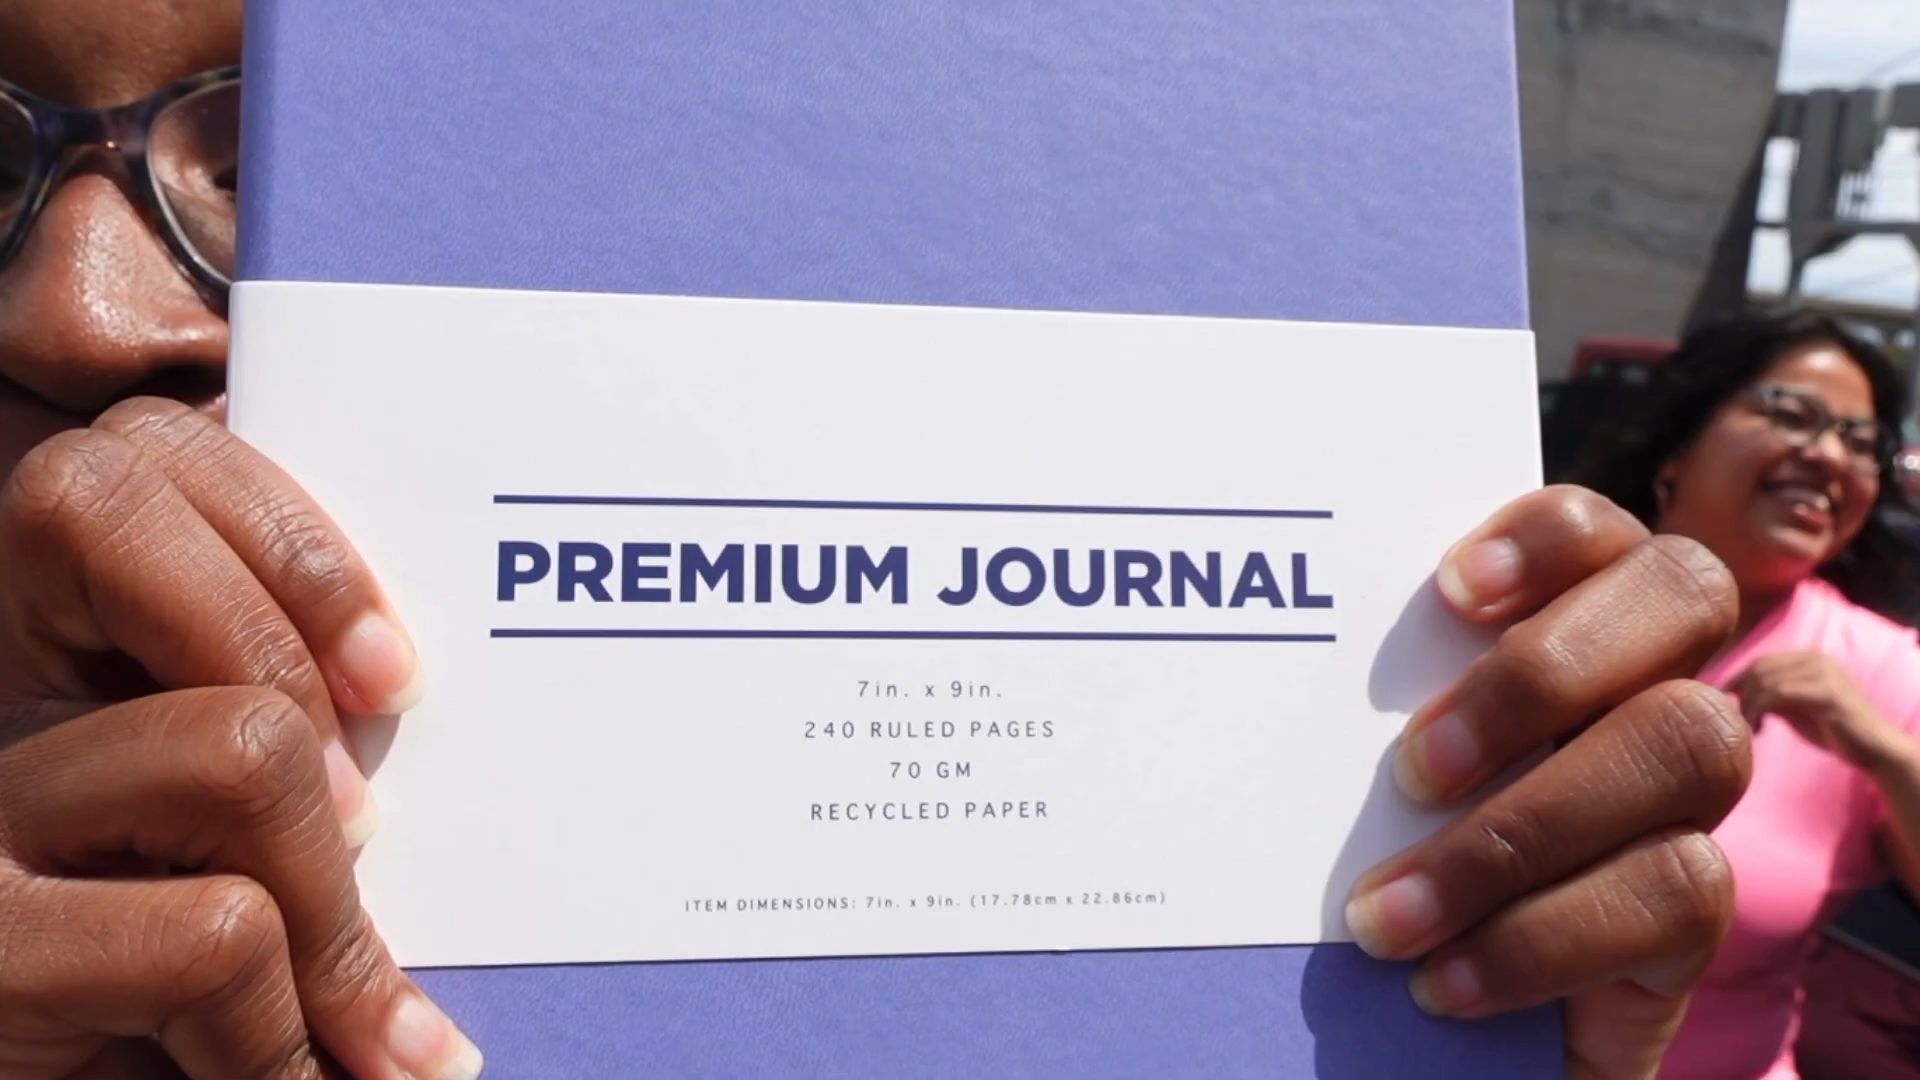 PREMIUM JOURNAL
7in. x 9in.
240 RULED PAGES
70 GM
RECYCLED PAPER
ITEM DIMENSIONS: 7in. x 9in. (17.78cm x 22.86cm)